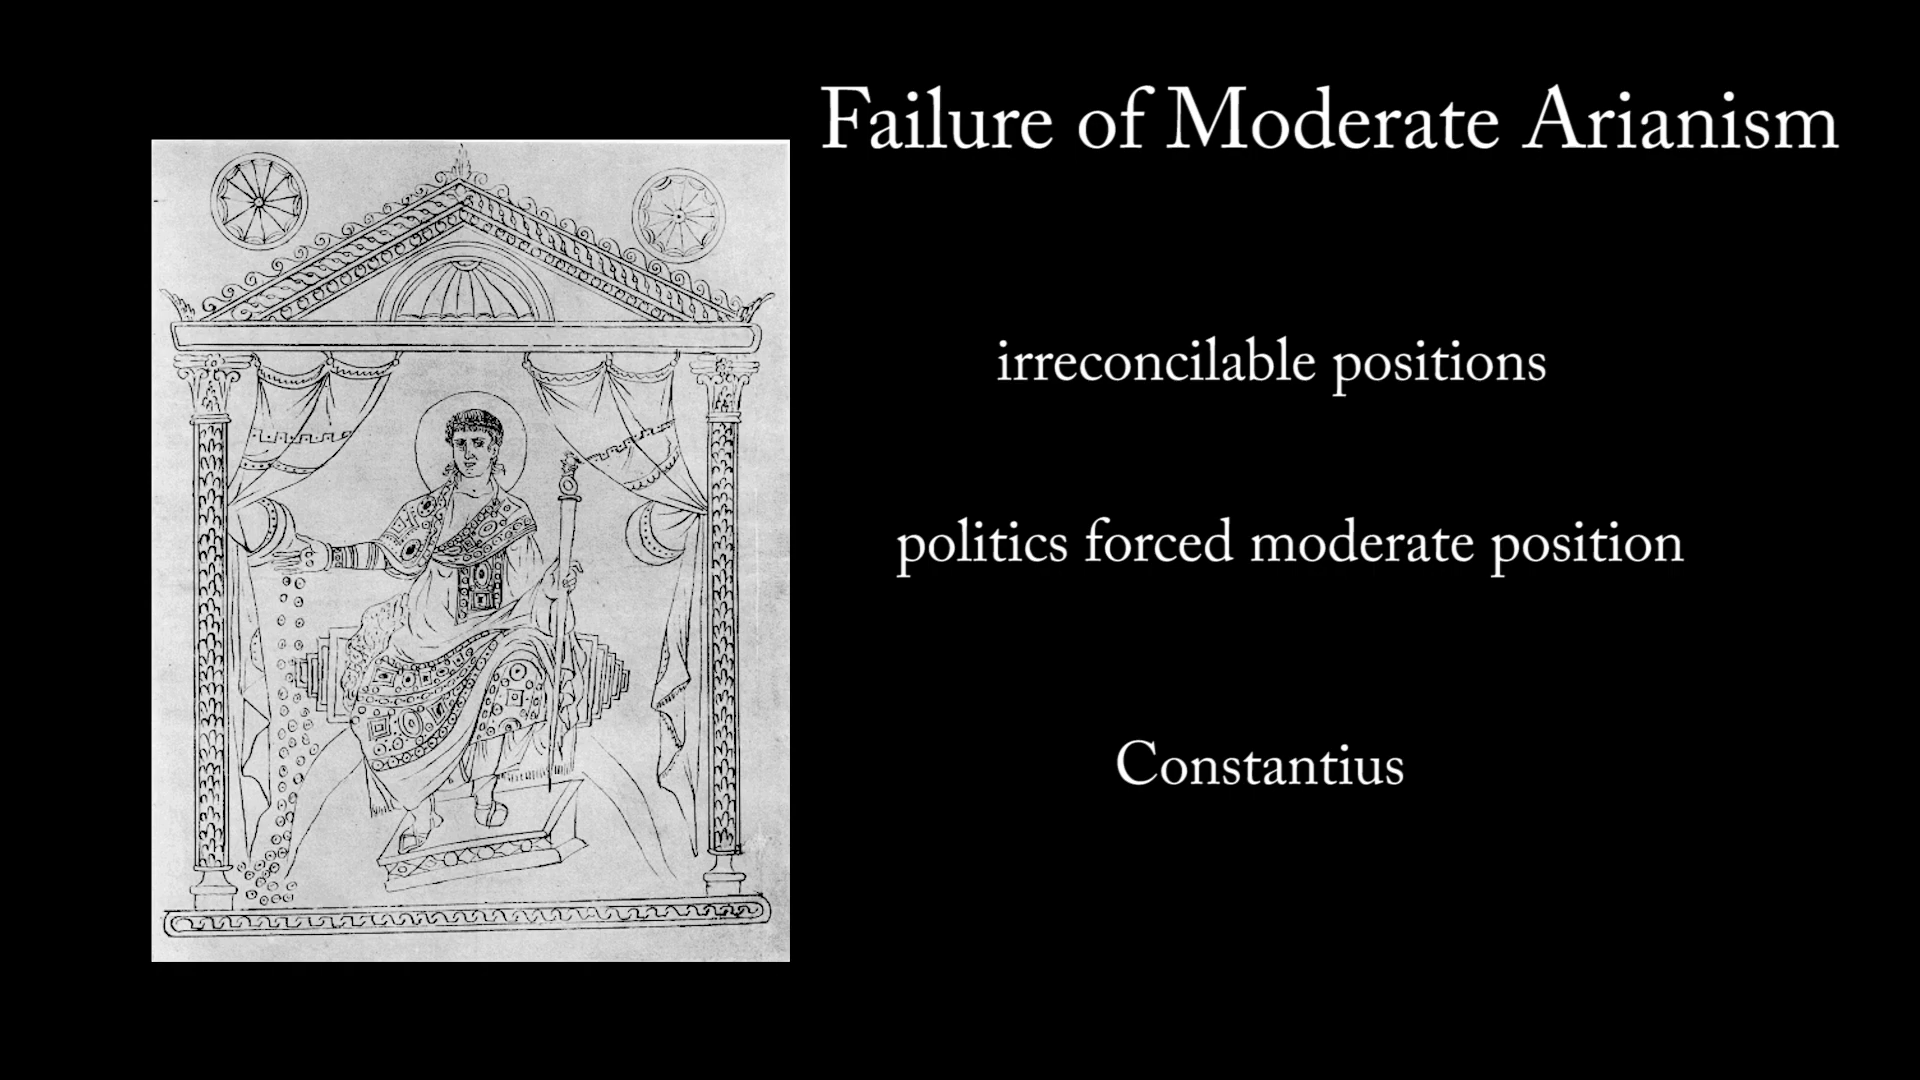 Failure of Moderate Arianism
irreconcilable positions
politics forced moderate position
Constantius